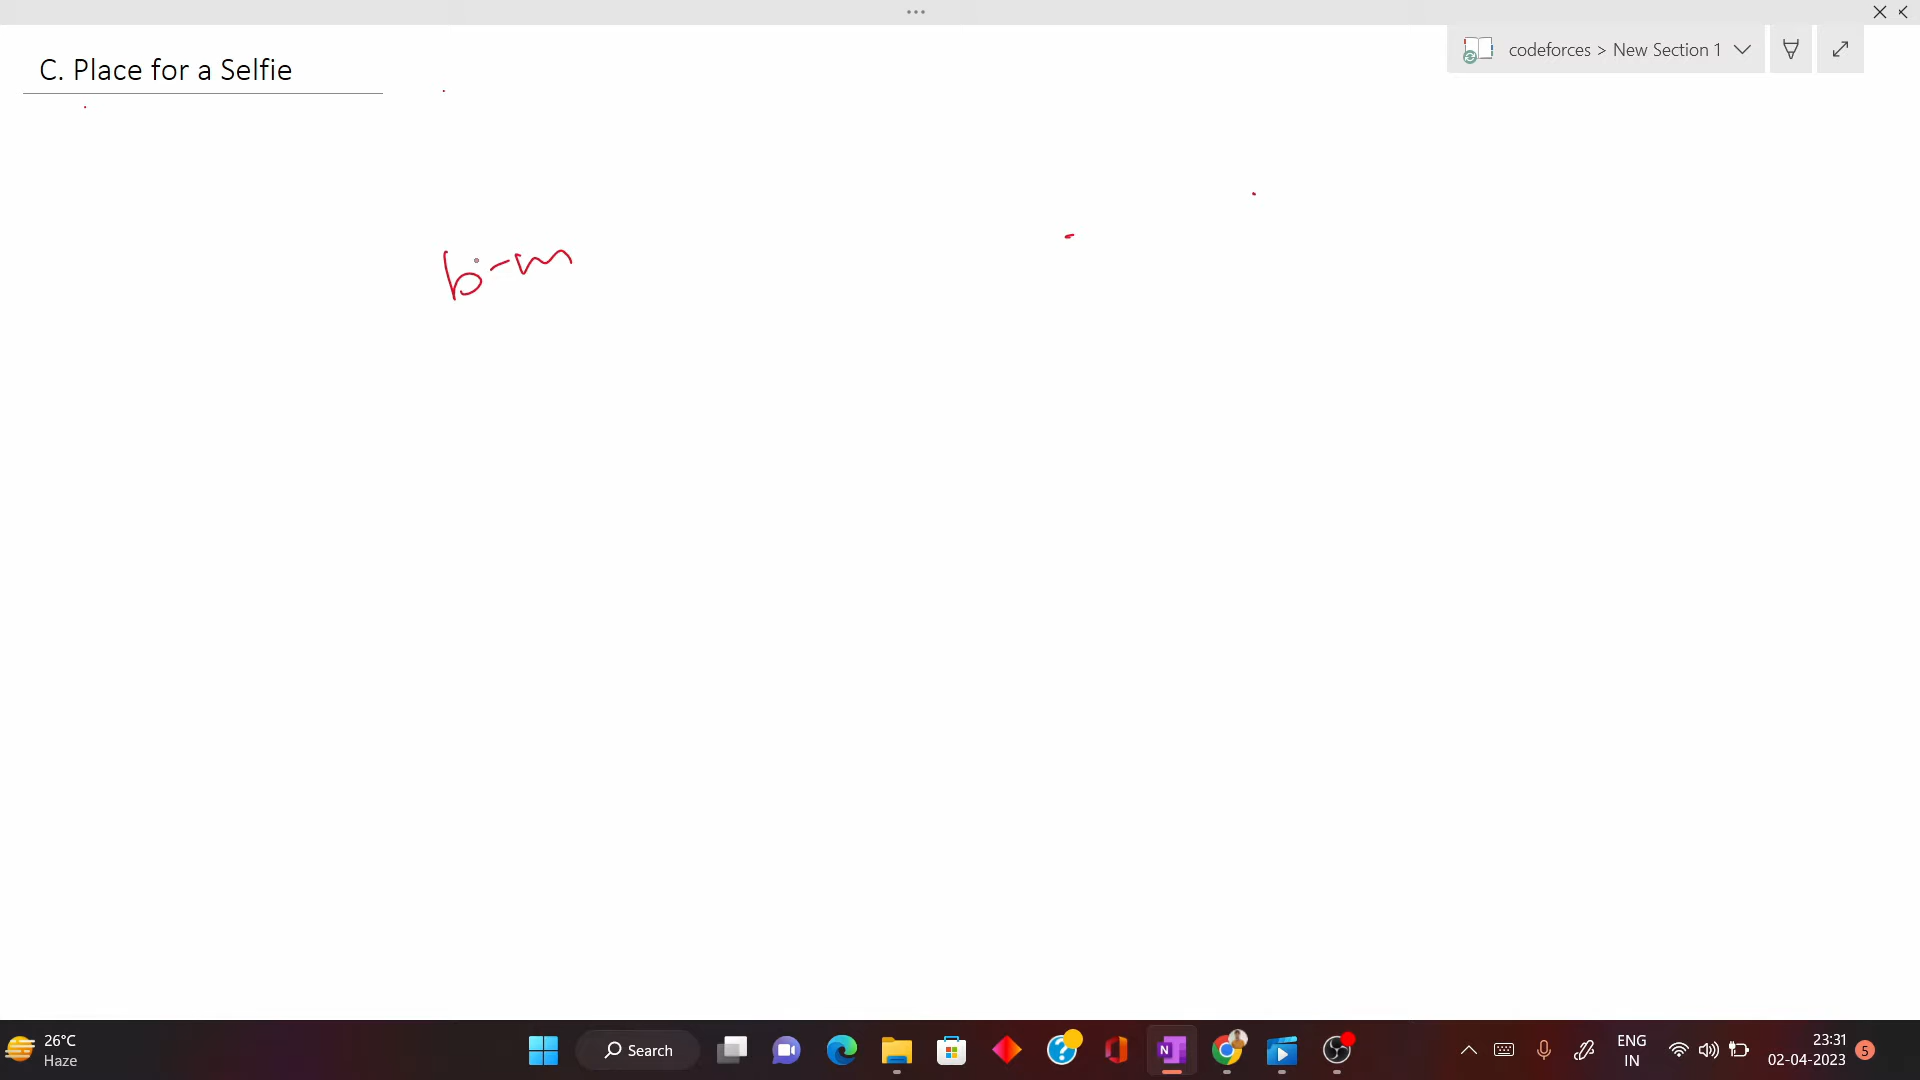 codeforces > New Section 1
C. Place for a Selfie
b-m
26°C
Haze
Search
ENG
IN
23:31
02-04-2023
5